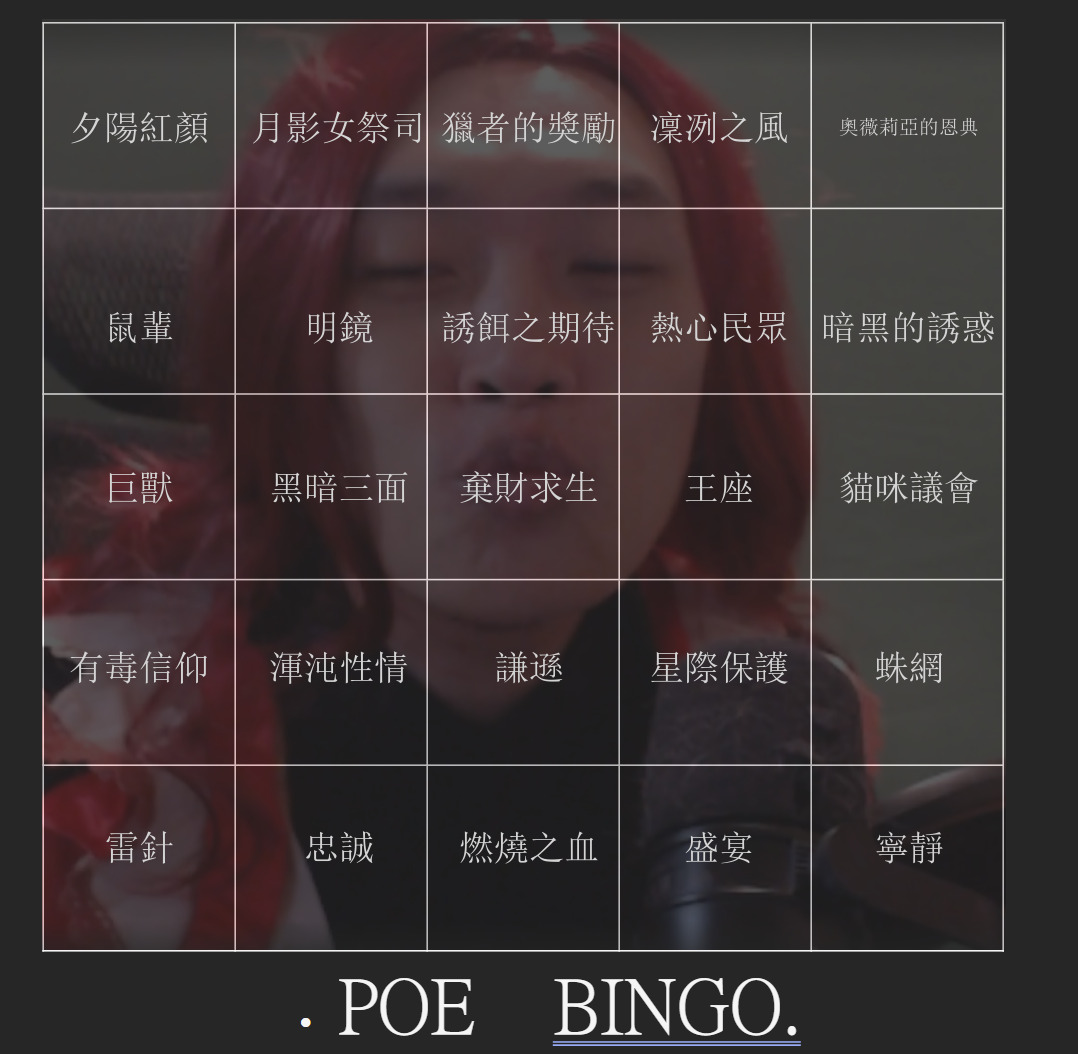 夕陽紅顏 月影女祭司 獵者的獎勵 凜冽之風 奧薇莉亞的恩典
鼠輩 明鏡 誘餌之期待 熱心民眾 暗黑的誘惑
巨獸 黑暗三面 棄財求生 王座 貓咪議會
有毒信仰 渾沌性情 謙遜 星際保護 蛛網
雷針 忠誠 燃燒之血 盛宴 寧靜
. POE BINGO.